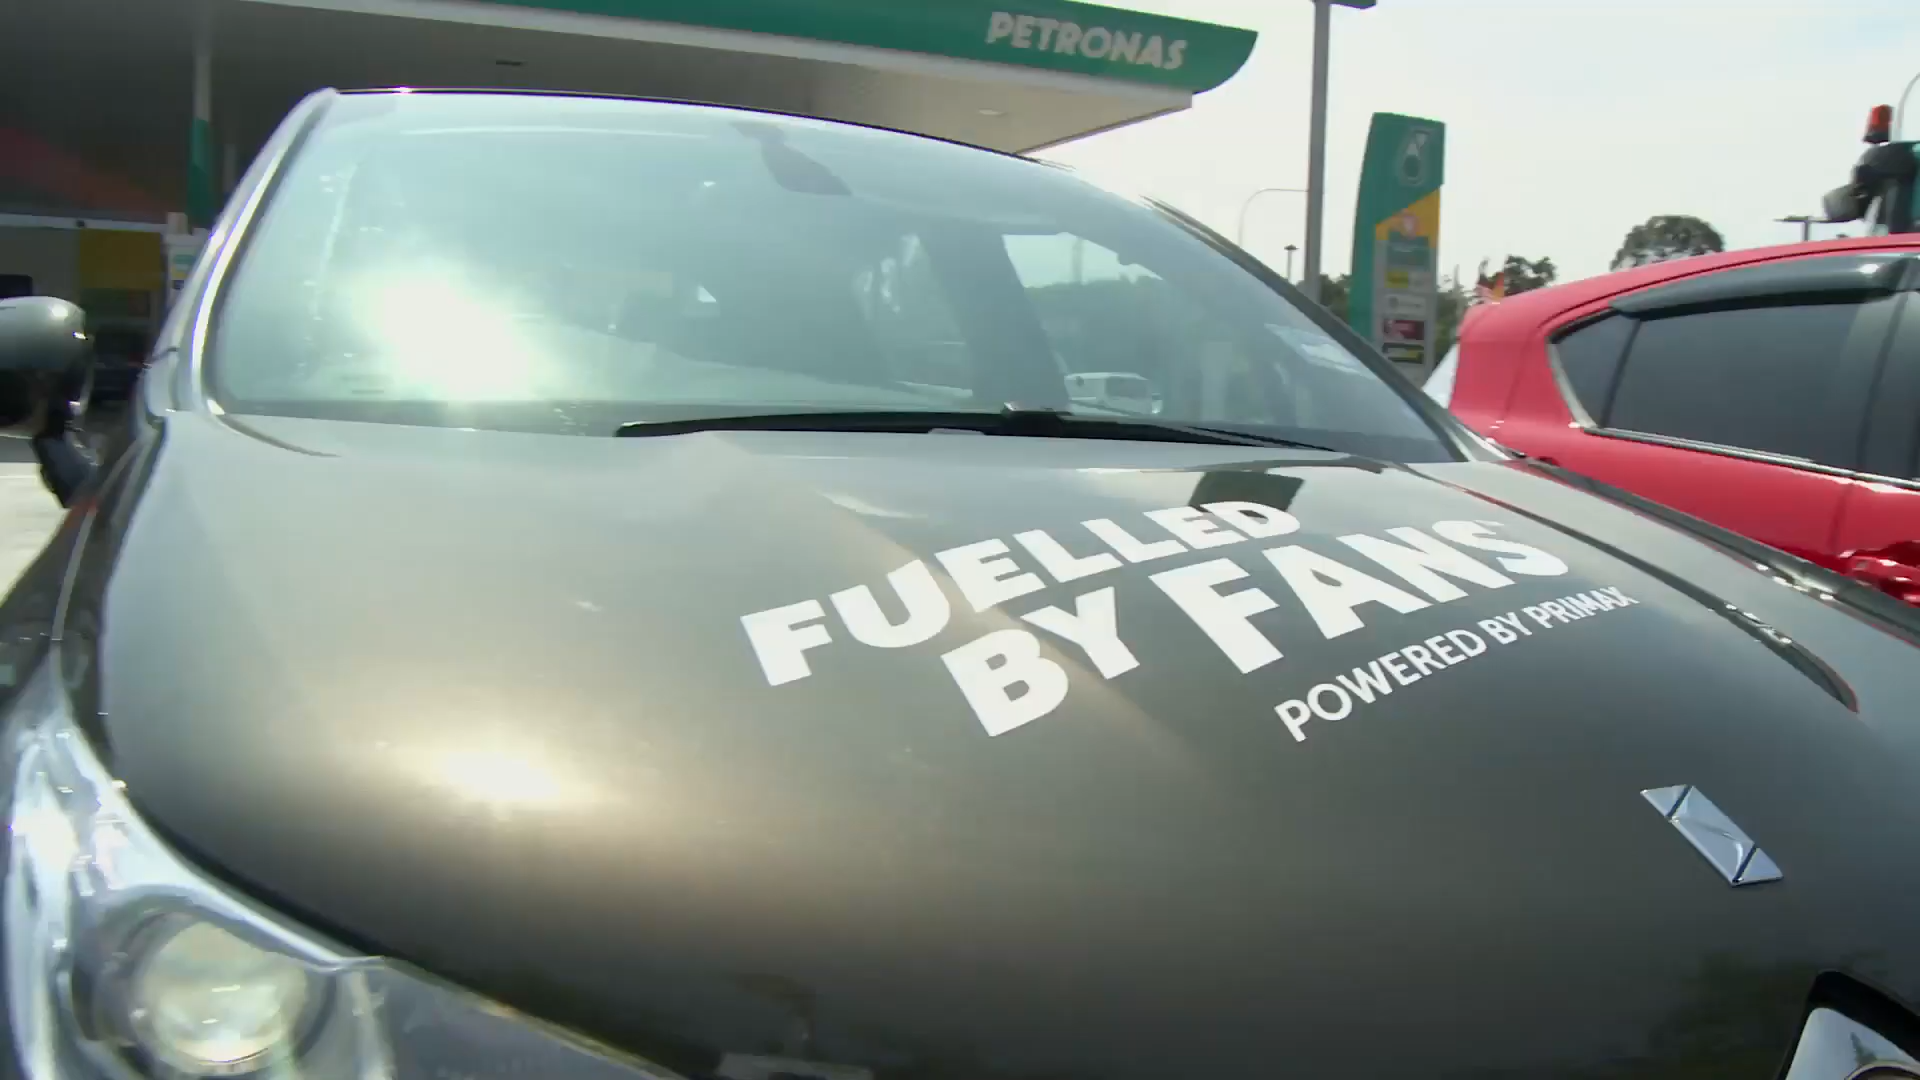 PETRONAS
FUELLED
BY FANS
POWERED BY PRIMAX